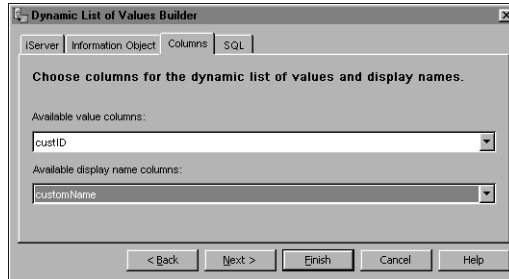 Dynamic List of Values Builder
iServer Information Object Columns SQL
Choose columns for the dynamic list of values and display names.
Available value columns:
custID
Available display name columns:
customName
< Back Next > Finish Cancel Help